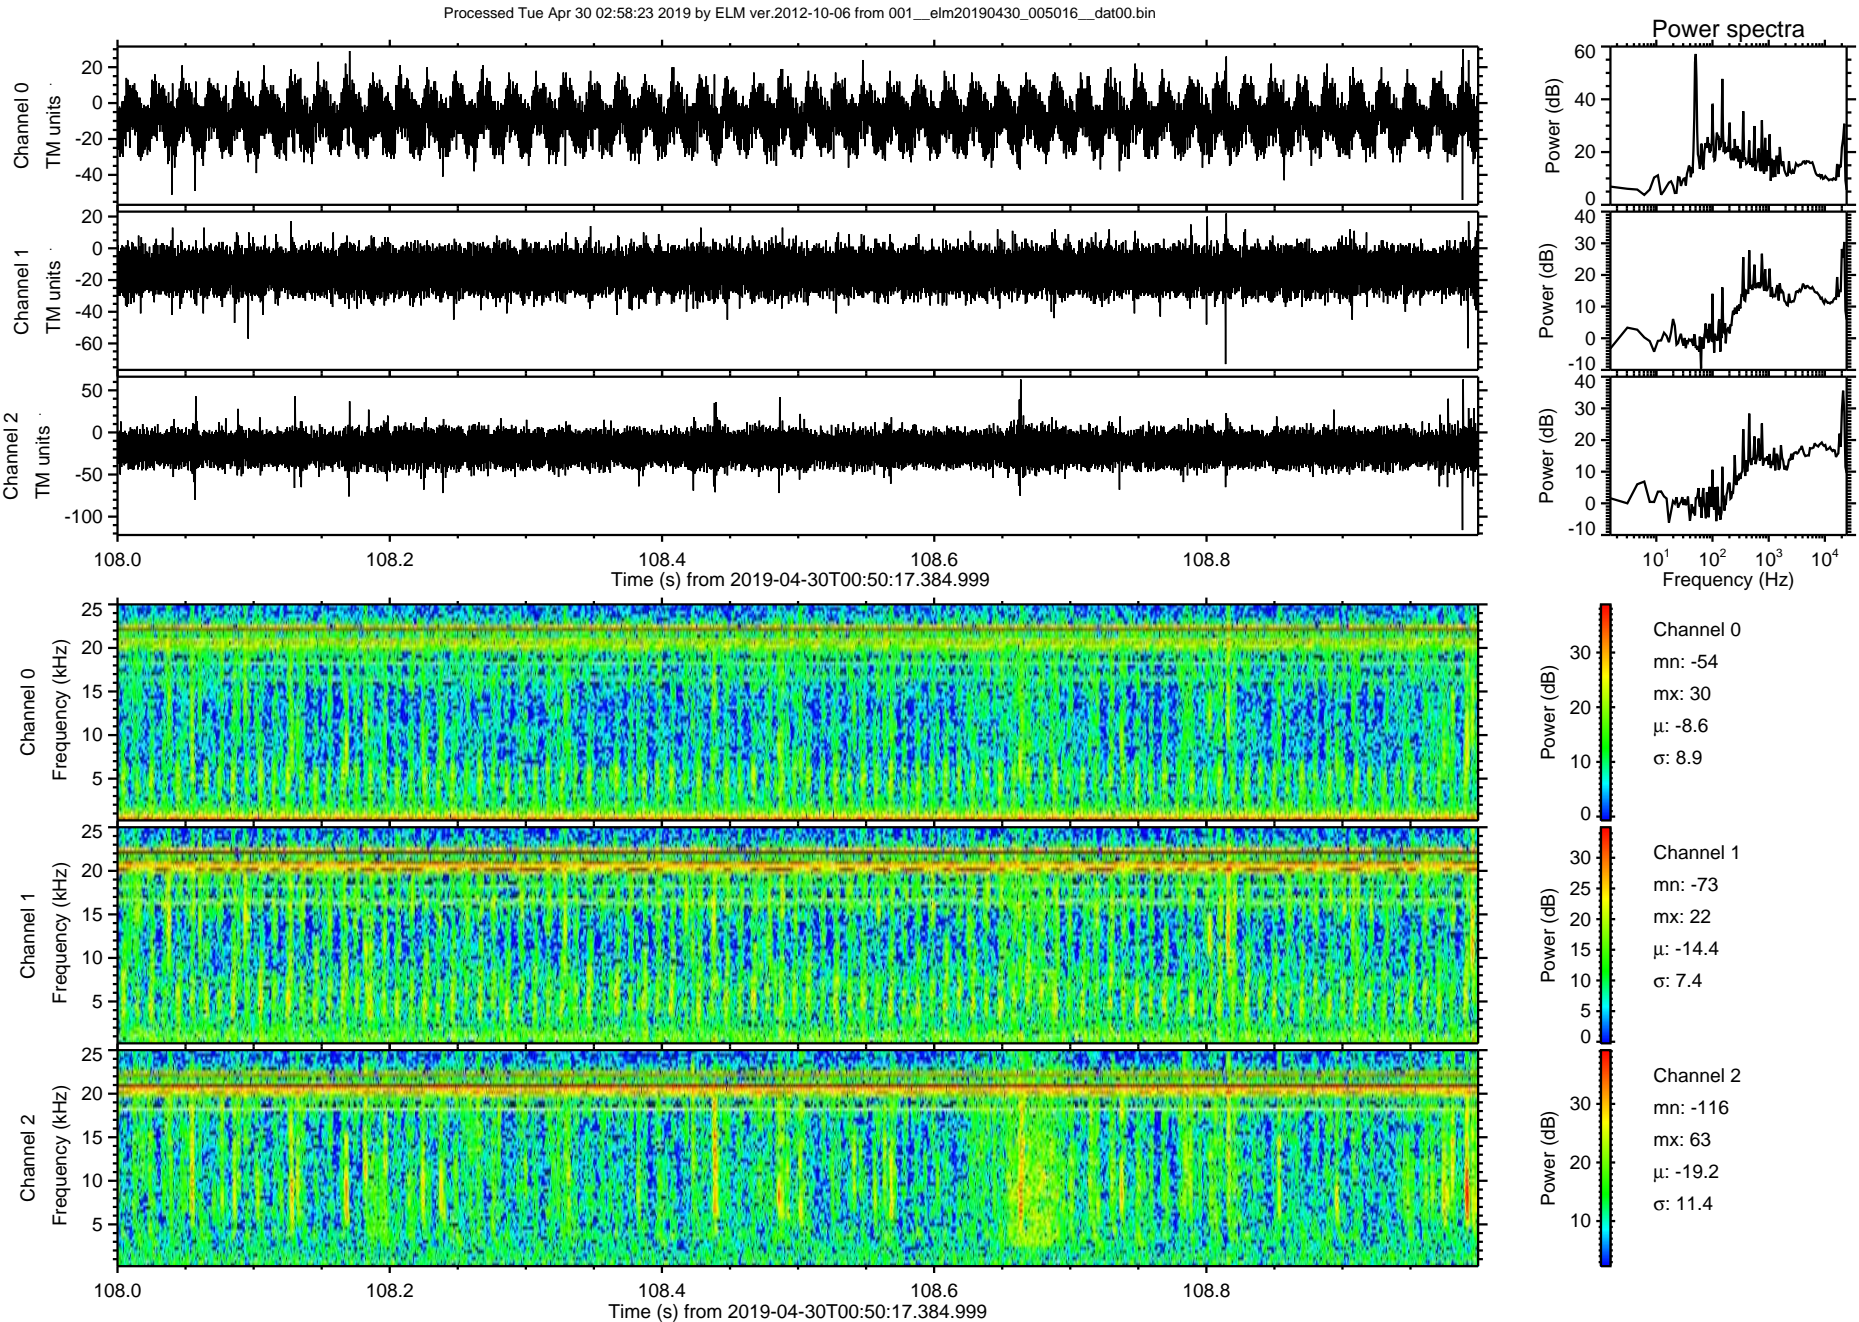 Processed Tue Apr 30 02:58:23 2019 by ELM ver.2012-10-06 from 001__elm20190430_005016__dat00.bin
Power spectra
Channel 0
TM units
20
0
-20
-40
Power (dB)
60
40
20
0
Channel 1
TM units
20
0
-20
-40
-60
Power (dB)
40
30
20
10
0
-10
Channel 2
TM units
50
0
-50
-100
Power (dB)
40
30
20
10
0
-10
108.0 108.2 108.4 108.6 108.8
Time (s) from 2019-04-30T00:50:17.384.999
10^1 10^2 10^3 10^4
Frequency (Hz)
Channel 0
Frequency (kHz)
25
20
15
10
5
Power (dB)
30
20
10
0
Channel 0
mn: -54
mx: 30
μ: -8.6
σ: 8.9
Channel 1
Frequency (kHz)
25
20
15
10
5
Power (dB)
30
25
20
15
10
5
0
Channel 1
mn: -73
mx: 22
μ: -14.4
σ: 7.4
Channel 2
Frequency (kHz)
25
20
15
10
5
Power (dB)
30
20
10
Channel 2
mn: -116
mx: 63
μ: -19.2
σ: 11.4
108.0 108.2 108.4 108.6 108.8
Time (s) from 2019-04-30T00:50:17.384.999